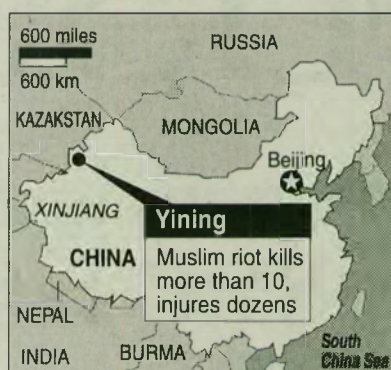 600 miles
600 km
RUSSIA
KAZAKSTAN
MONGOLIA
Beijing
XINJIANG
CHINA
Yining
Muslim riot kills
more than 10,
injures dozens
NEPAL
INDIA
BURMA
South
China Sea